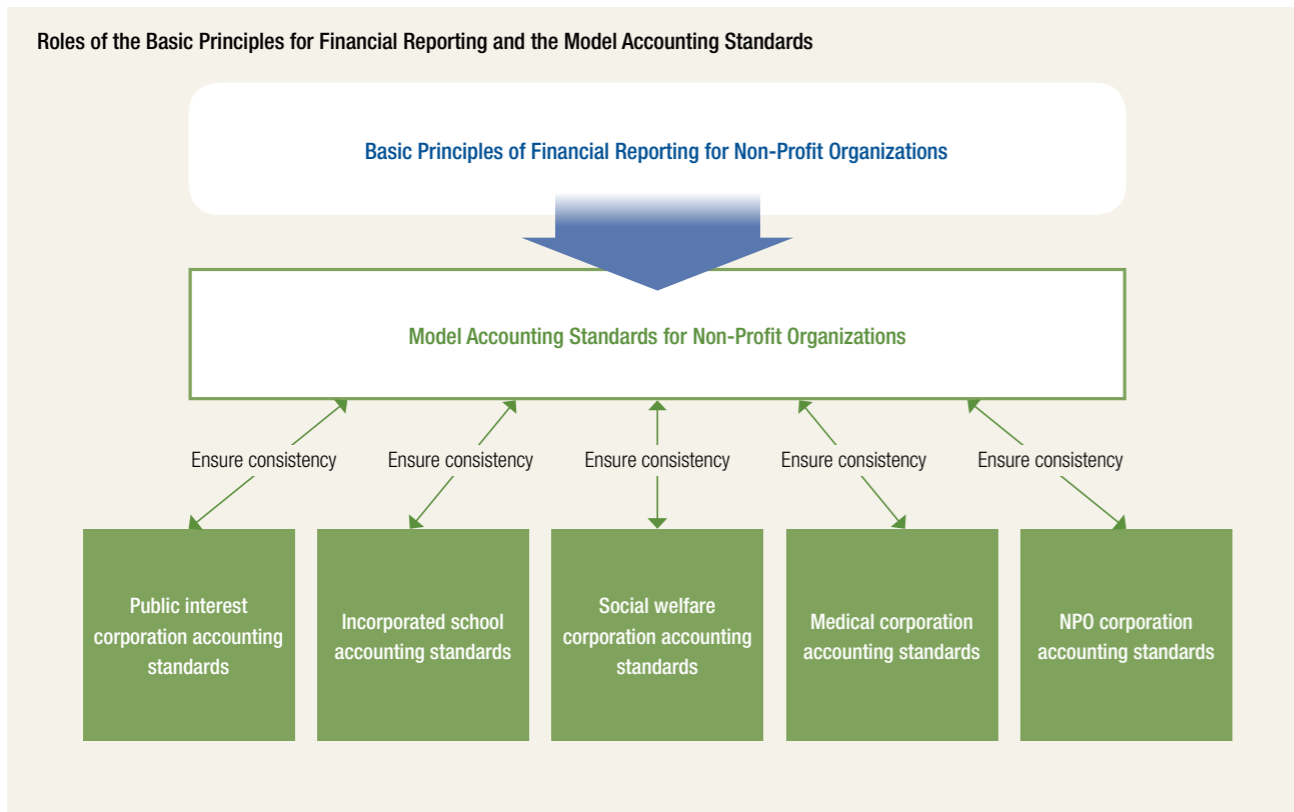 Roles of the Basic Principles for Financial Reporting and the Model Accounting Standards
Basic Principles of Financial Reporting for Non-Profit Organizations
Model Accounting Standards for Non-Profit Organizations
Ensure consistency
Ensure consistency
Ensure consistency
Ensure consistency
Ensure consistency
Public interest
corporation accounting
standards
Incorporated school
accounting standards
Social welfare
corporation accounting
standards
Medical corporation
accounting standards
NPO corporation
accounting standards